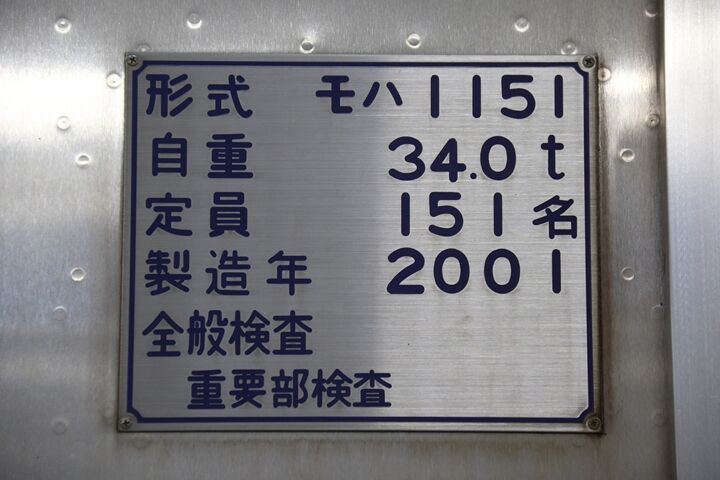 形式 モハ1151
自重 34.0t
定員 151名
製造年 2001
全般検査
重要部検査